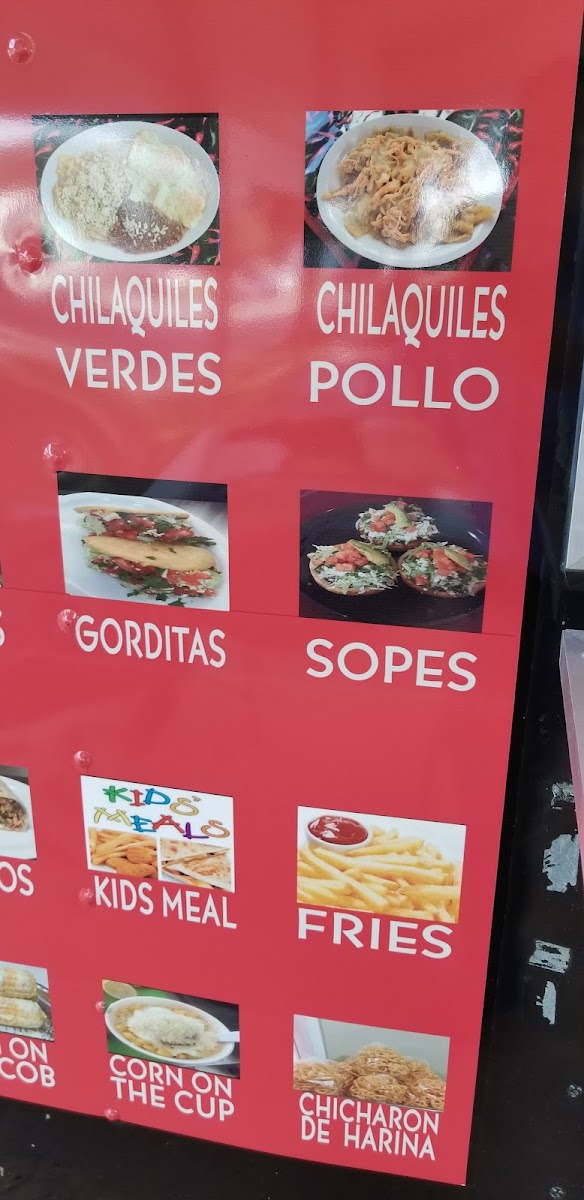 CHILAQUILES
VERDES
CHILAQUILES
POLLO
GORDITAS
SOPES
KIDS'
MEALS
KIDS MEAL
FRIES
ON
COB
CORN ON
THE CUP
CHICHARON
DE HARINA